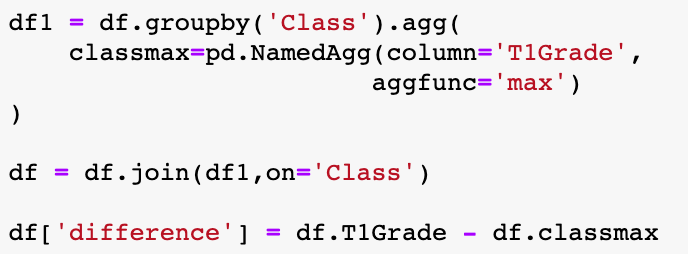 df1 = df.groupby('Class').agg(
    classmax=pd.NamedAgg(column='T1Grade',
                         aggfunc='max')
)
df = df.join(df1,on='Class')
df['difference'] = df.T1Grade - df.classmax